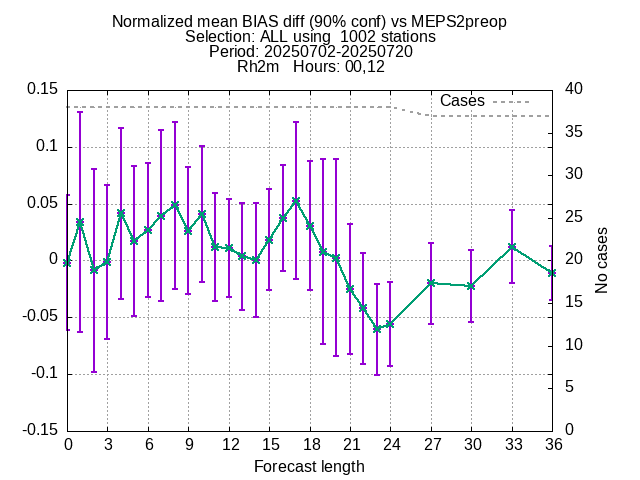 Normalized mean BIAS diff (90% conf) vs MEPS2preop
Selection: ALL using  1002 stations
Period: 20250702-20250720
Rh2m   Hours: 00,12
0.15
0.1
0.05
0
-0.05
-0.1
-0.15
Cases
40
35
30
25
20
15
10
5
0
No cases
0 3 6 9 12 15 18 21 24 27 30 33 36
Forecast length